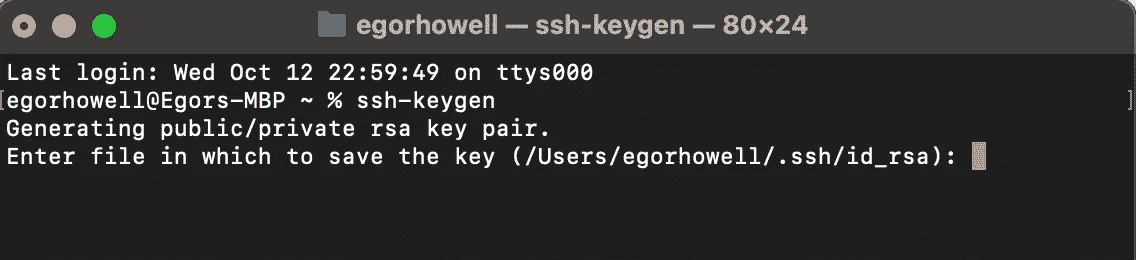 egorhowell — ssh-keygen — 80×24
Last login: Wed Oct 12 22:59:49 on ttys000
egorhowell@Egors-MBP ~ % ssh-keygen
Generating public/private rsa key pair.
Enter file in which to save the key (/Users/egorhowell/.ssh/id_rsa):